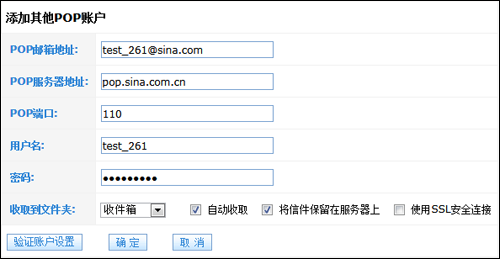 添加其他POP账户
POP邮箱地址: test_261@sina.com
POP服务器地址: pop.sina.com.cn
POP端口: 110
用户名: test_261
密码: ●●●●●●●●●
收取到文件夹: 收件箱 自动收取 将信件保留在服务器上 使用SSL安全连接
验证账户设置 确 定 取 消